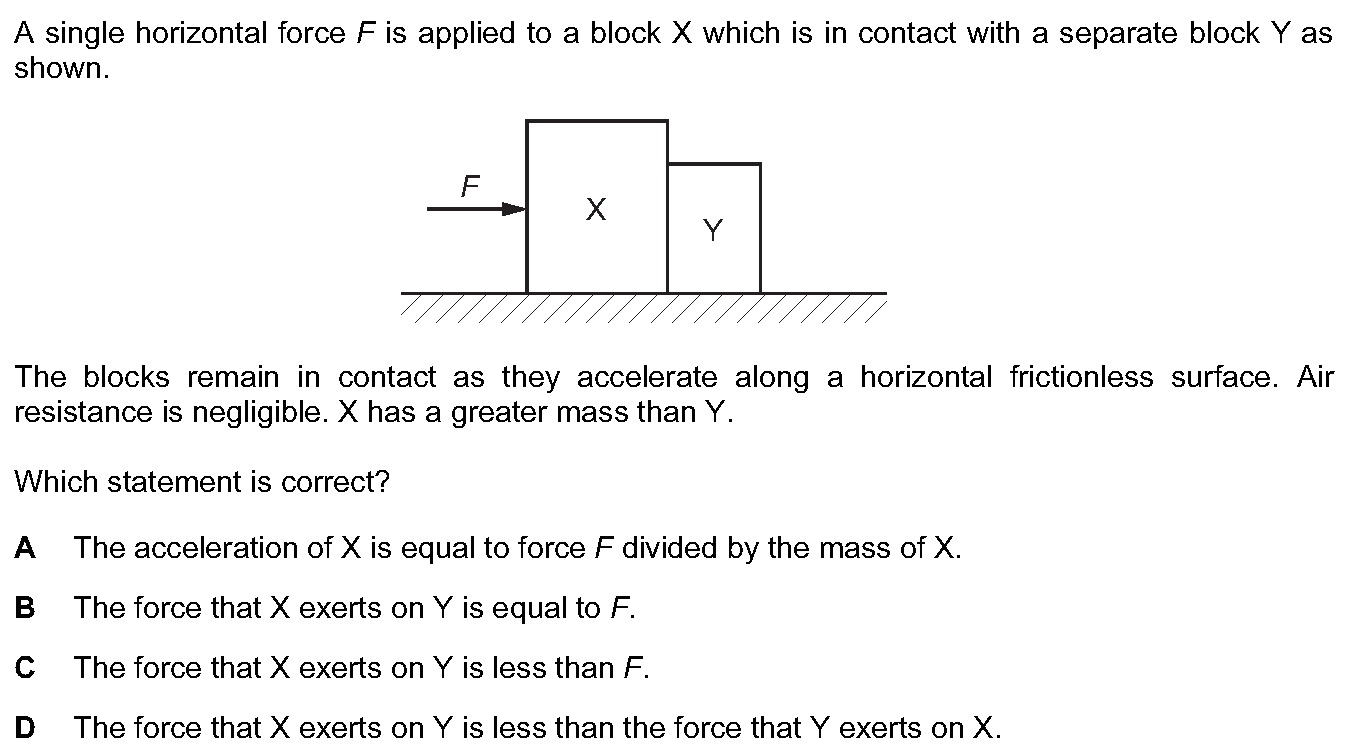 A single horizontal force F is applied to a block X which is in contact with a separate block Y as
shown.
F
X
Y
The blocks remain in contact as they accelerate along a horizontal frictionless surface. Air
resistance is negligible. X has a greater mass than Y.
Which statement is correct?
A The acceleration of X is equal to force F divided by the mass of X.
B The force that X exerts on Y is equal to F.
C The force that X exerts on Y is less than F.
D The force that X exerts on Y is less than the force that Y exerts on X.